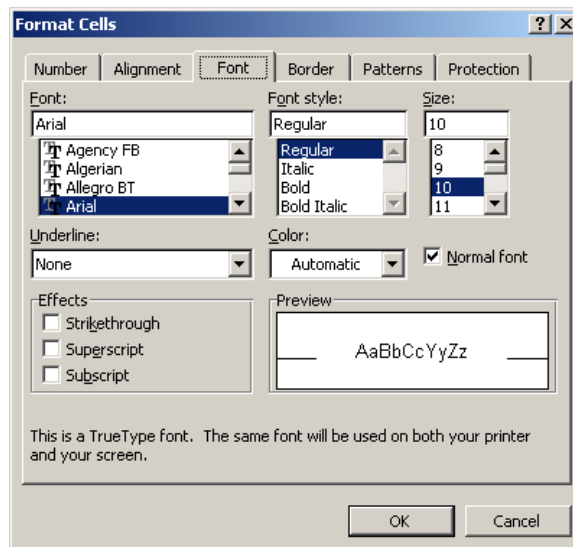 Format Cells
Number Alignment Font Border Patterns Protection
Font: Font style: Size:
Arial Regular 10
Agency FB Regular 8
Algerian Italic 9
Allegro BT Bold 10
Arial Bold Italic 11
Underline: Color:
None Automatic Normal font
Effects Preview
Strikethrough
Superscript AaBbCcYyZz
Subscript
This is a TrueType font. The same font will be used on both your printer
and your screen.
OK Cancel